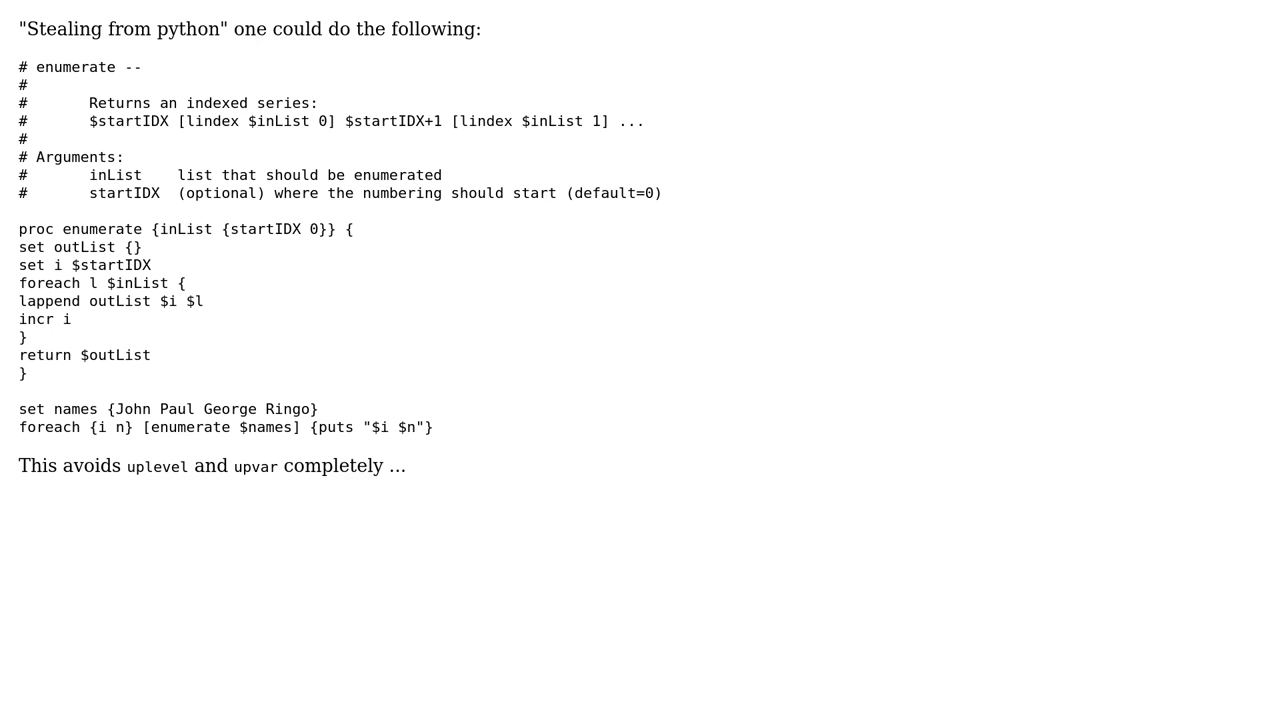 "Stealing from python" one could do the following:
# enumerate --
#
#       Returns an indexed series:
#       $startIDX [lindex $inList 0] $startIDX+1 [lindex $inList 1] ...
#
# Arguments:
#       inList    list that should be enumerated
#       startIDX  (optional) where the numbering should start (default=0)
proc enumerate {inList {startIDX 0}} {
set outList {}
set i $startIDX
foreach l $inList {
lappend outList $i $l
incr i
}
return $outList
}
set names {John Paul George Ringo}
foreach {i n} [enumerate $names] {puts "$i $n"}
This avoids uplevel and upvar completely ...